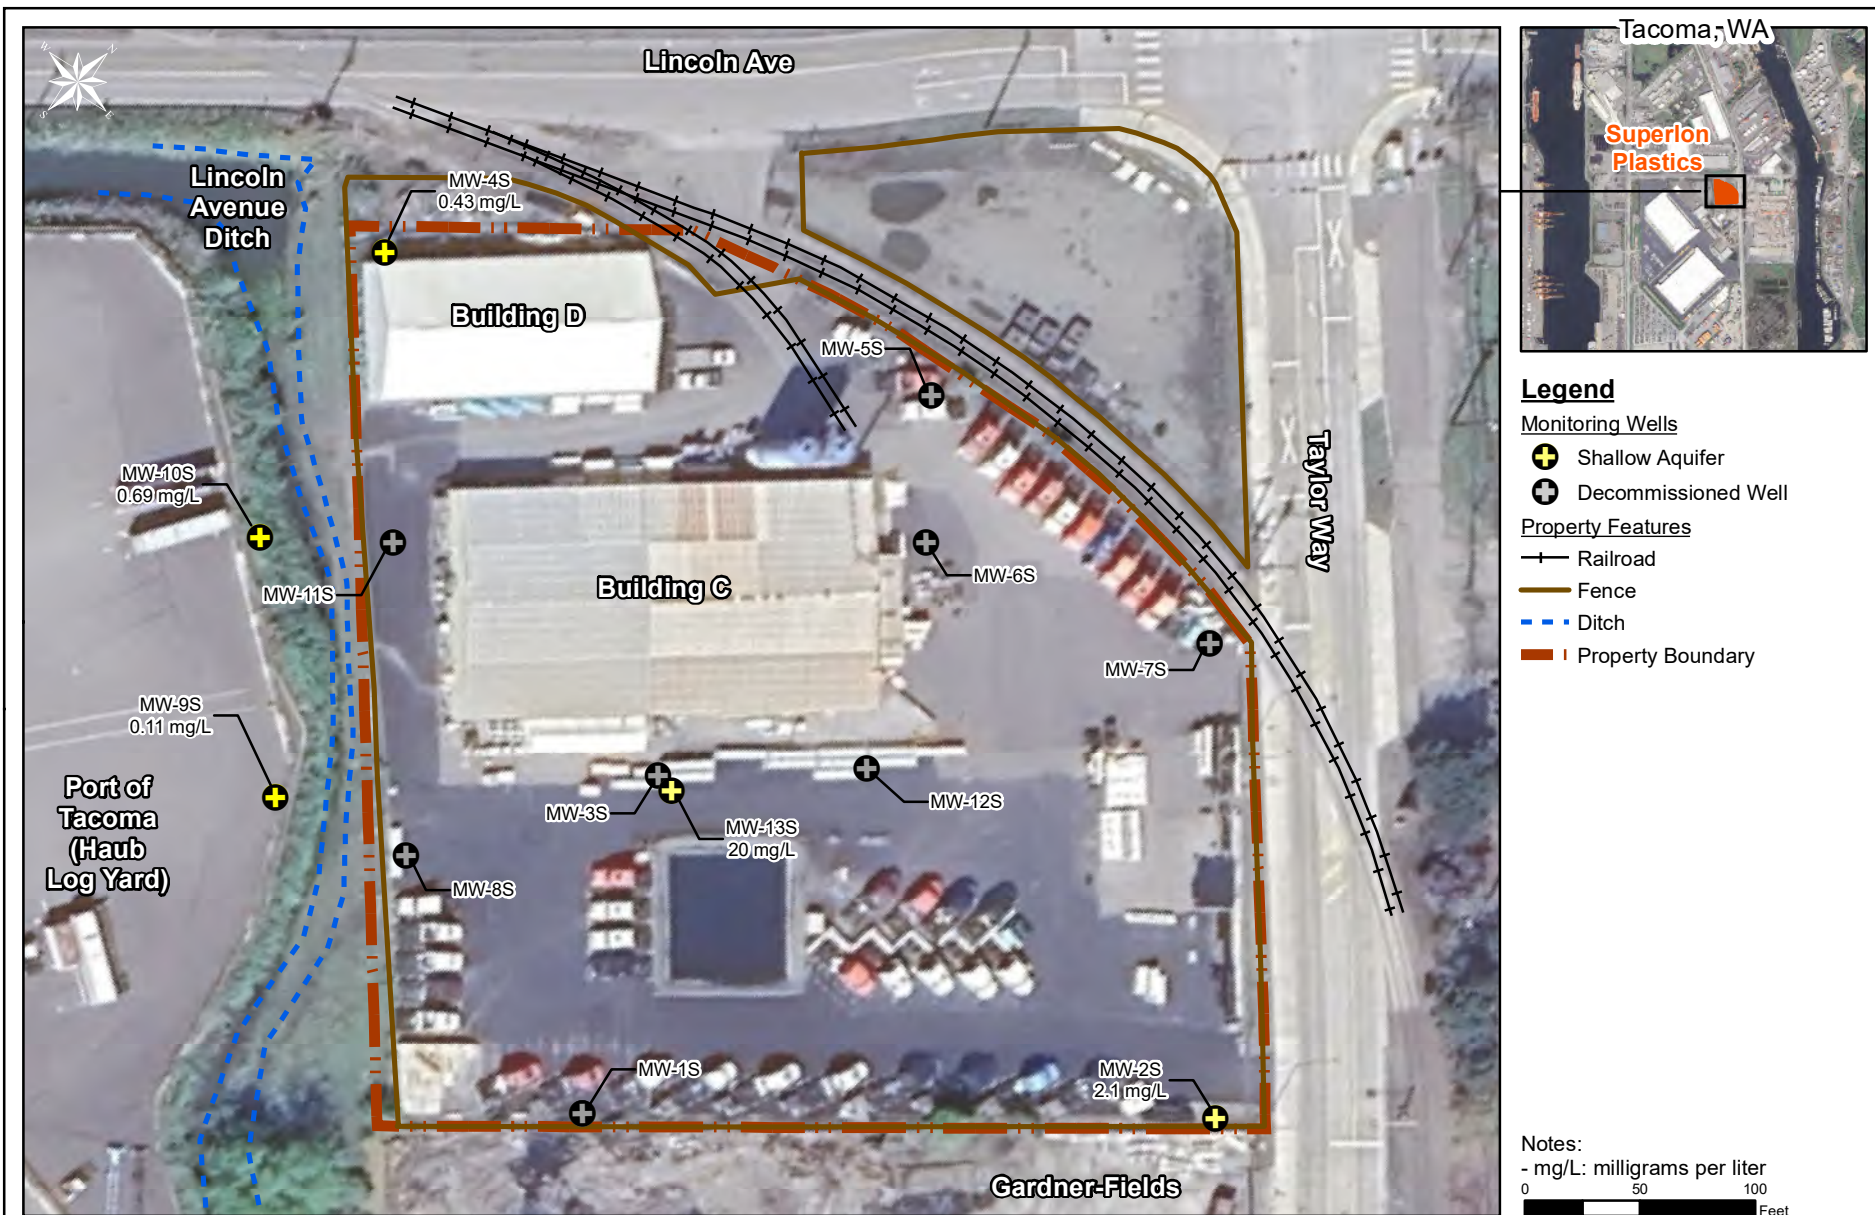 Lincoln Ave
W
N
S
E
Lincoln
Avenue
Ditch
MW-4S
0.43 mg/L
Building D
MW-5S
MW-10S
0.69 mg/L
MW-11S
Building C
MW-6S
Taylor Way
MW-7S
MW-9S
0.11 mg/L
Port of
Tacoma
(Haub
Log Yard)
MW-3S
MW-12S
MW-13S
20 mg/L
MW-8S
MW-1S
MW-2S
2.1 mg/L
Gardner-Fields
Tacoma, WA
Superlon
Plastics
Legend
Monitoring Wells
Shallow Aquifer
Decommissioned Well
Property Features
Railroad
Fence
Ditch
Property Boundary
Notes:
- mg/L: milligrams per liter
0 50 100
Feet